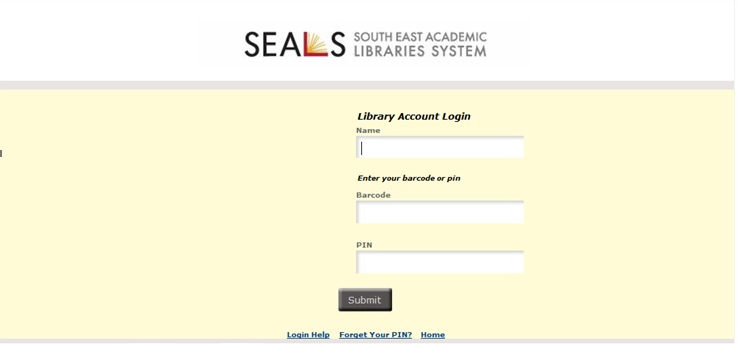 SEALS SOUTH EAST ACADEMIC
LIBRARIES SYSTEM
Library Account Login
Name
Enter your barcode or pin
Barcode
PIN
Submit
Login Help Forget Your PIN? Home